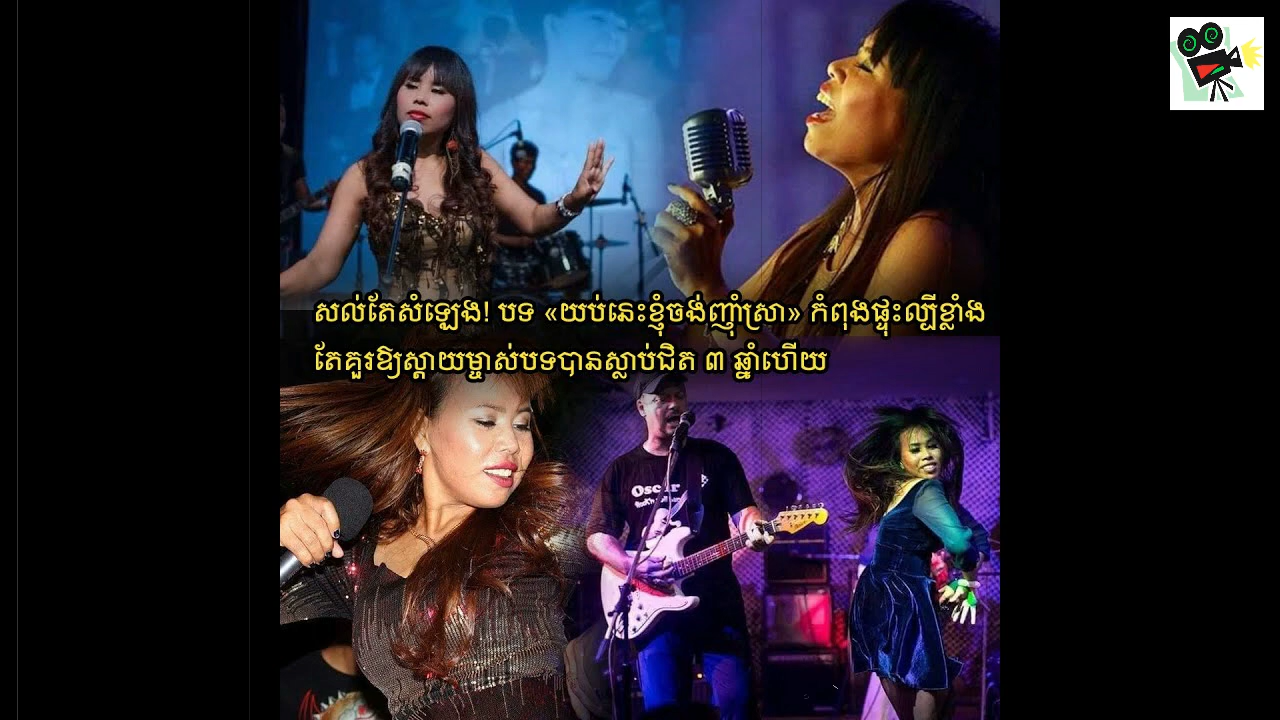 សល់តែសំឡេង! បទ «យប់នេះខ្ញុំចង់ញ៉ាំស្រា» កំពុងផ្ទុះល្បីខ្លាំង
តែគួរឱ្យស្តាយម្ចាស់បទបានស្លាប់ជិត ៣ ឆ្នាំហើយ
Oscar